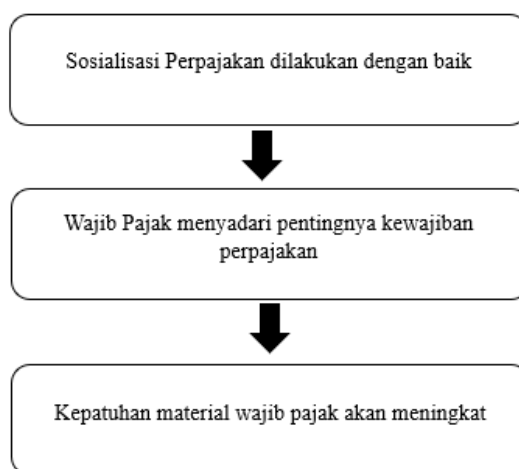 Sosialisasi Perpajakan dilakukan dengan baik
Wajib Pajak menyadari pentingnya kewajiban
perpajakan
Kepatuhan material wajib pajak akan meningkat